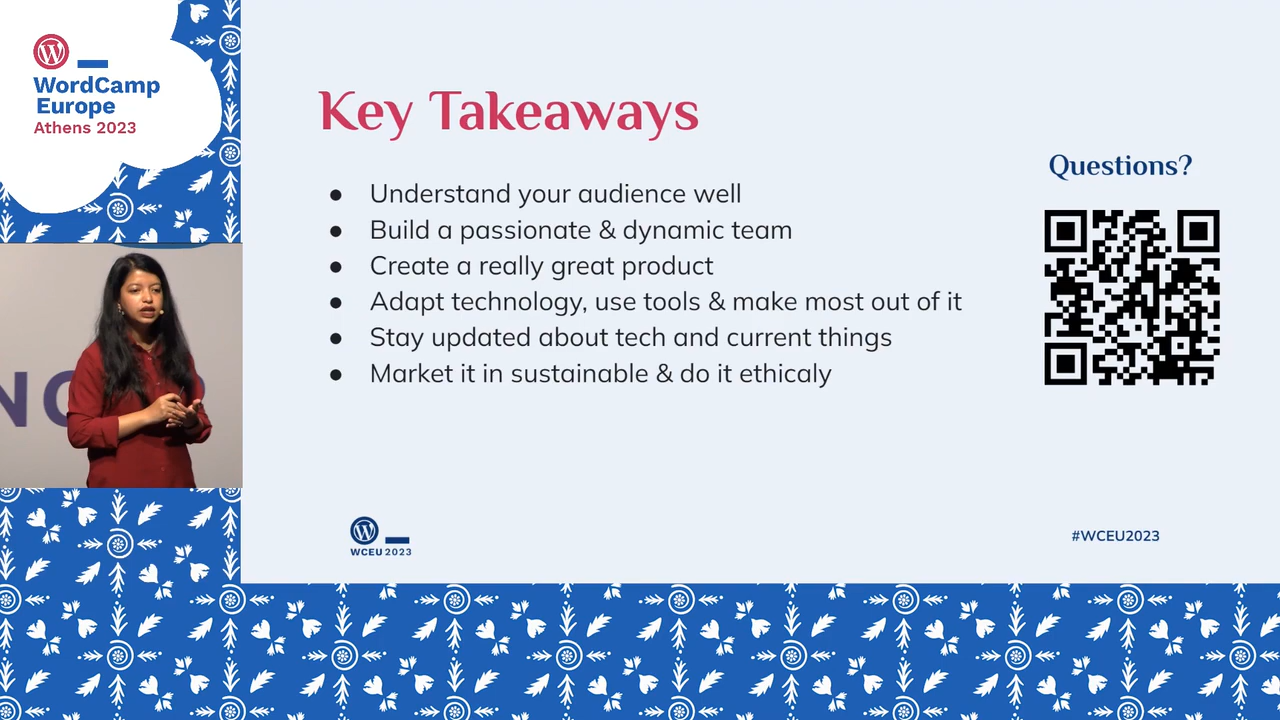 WordCamp
Europe
Athens 2023
Key Takeaways
Questions?
● Understand your audience well
● Build a passionate & dynamic team
● Create a really great product
● Adapt technology, use tools & make most out of it
● Stay updated about tech and current things
● Market it in sustainable & do it ethicaly
WCEU 2023
#WCEU2023